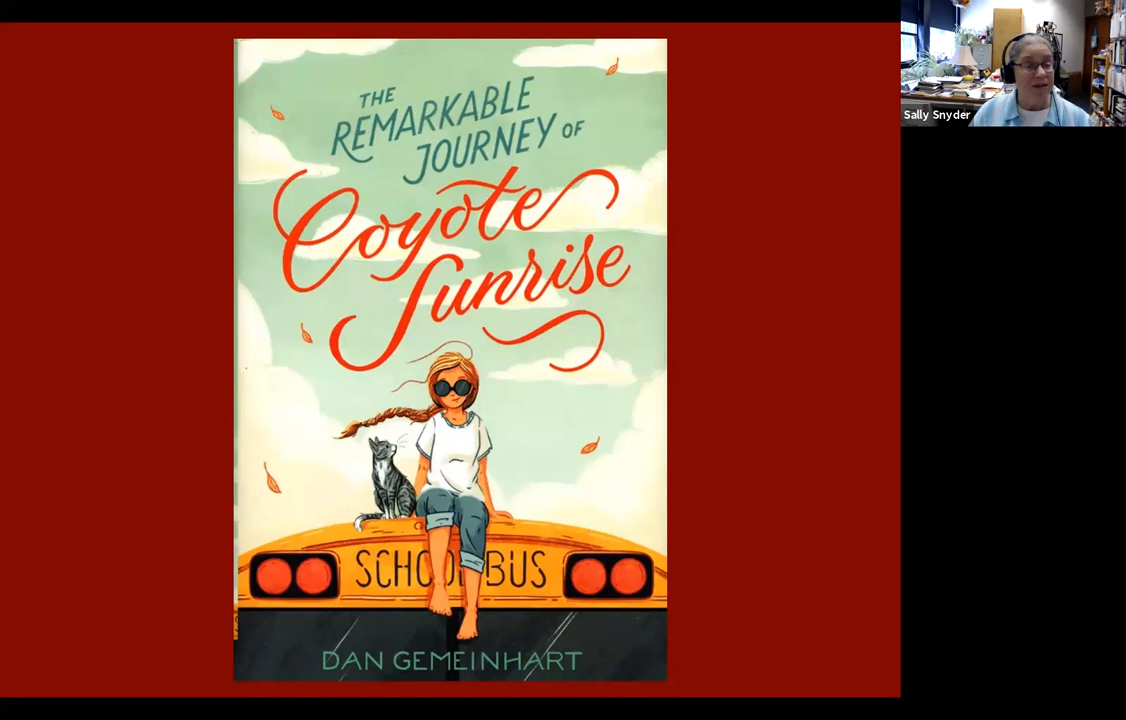 THE
REMARKABLE
JOURNEY OF
Coyote
Sunrise
SCHOOL BUS
DAN GEMEINHART
Sally Snyder